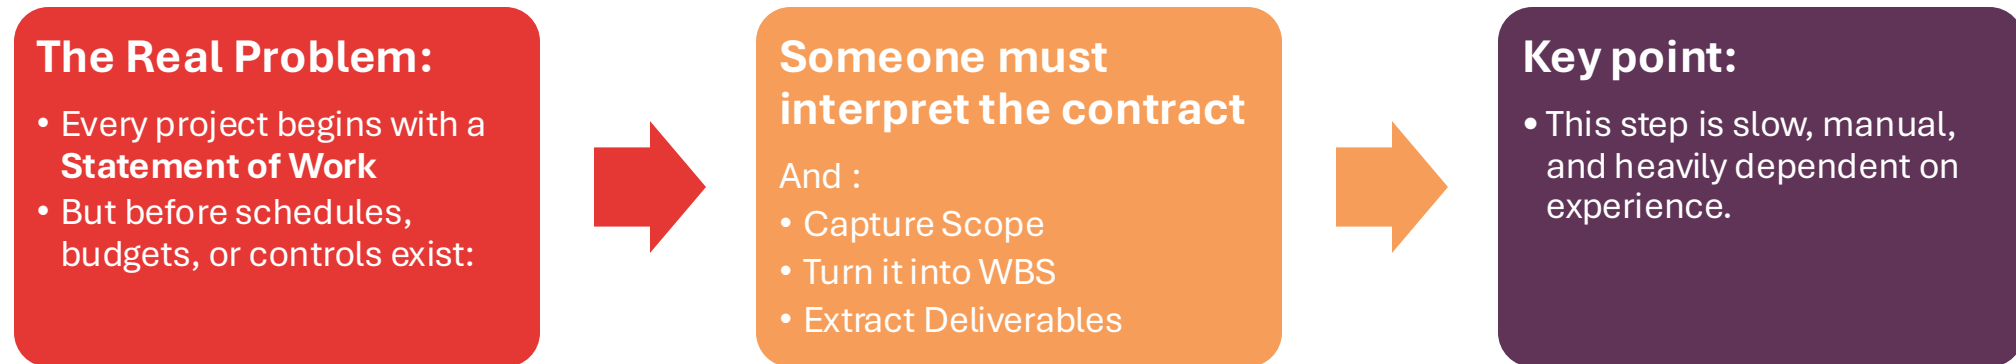 The Real Problem:
• Every project begins with a
Statement of Work
• But before schedules,
budgets, or controls exist:
Someone must
interpret the contract
And :
• Capture Scope
• Turn it into WBS
• Extract Deliverables
Key point:
• This step is slow, manual,
and heavily dependent on
experience.